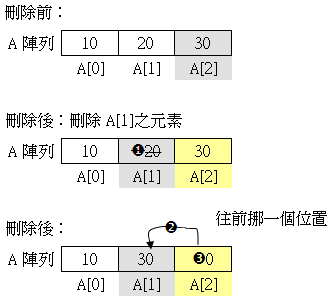 刪除前：
A 陣列 10 20 30
A[0] A[1] A[2]
刪除後：刪除 A[1]之元素
A 陣列 10 ❶20 30
A[0] A[1] A[2]
刪除後：
❷ 往前挪一個位置
A 陣列 10 30 ❸0
A[0] A[1] A[2]